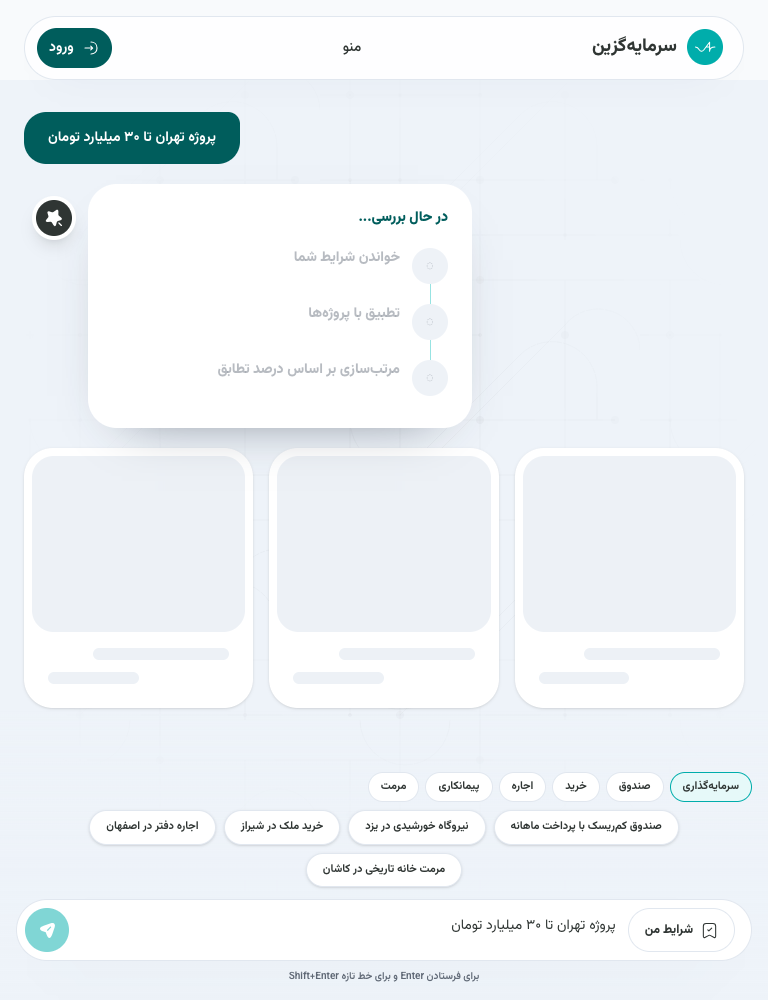 سرمایه‌گزین
منو
ورود
پروژه تهران تا ۳۰ میلیارد تومان
در حال بررسی...
خواندن شرایط شما
تطبیق با پروژه‌ها
مرتب‌سازی بر اساس درصد تطابق
سرمایه‌گذاری
صندوق
خرید
اجاره
پیمانکاری
مرمت
صندوق کم‌ریسک با پرداخت ماهانه
نیروگاه خورشیدی در یزد
خرید ملک در شیراز
اجاره دفتر در اصفهان
مرمت خانه تاریخی در کاشان
شرایط من
پروژه تهران تا ۳۰ میلیارد تومان
برای فرستادن Enter و برای خط تازه Shift+Enter